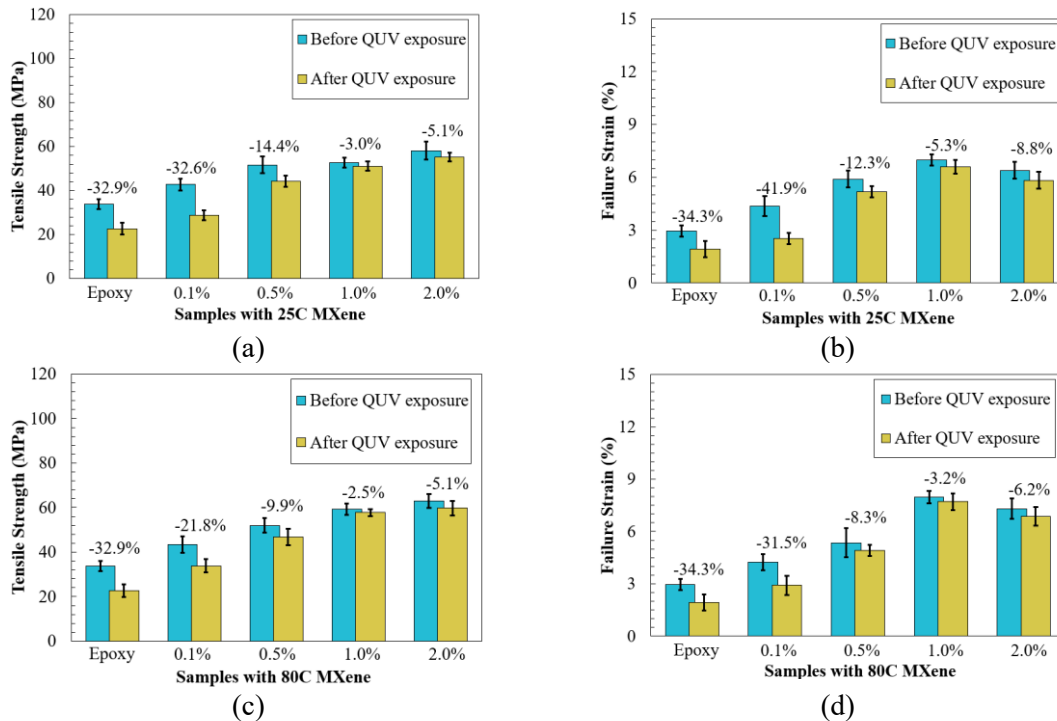 120
100
80
60
40
20
0
Tensile Strength (MPa)
Before QUV exposure
After QUV exposure
-32.9%
-32.6%
-14.4%
-3.0%
-5.1%
Epoxy 0.1% 0.5% 1.0% 2.0%
Samples with 25C MXene
(a)
15
12
9
6
3
0
Failure Strain (%)
Before QUV exposure
After QUV exposure
-34.3%
-41.9%
-12.3%
-5.3%
-8.8%
Epoxy 0.1% 0.5% 1.0% 2.0%
Samples with 25C MXene
(b)
120
100
80
60
40
20
0
Tensile Strength (MPa)
Before QUV exposure
After QUV exposure
-32.9%
-21.8%
-9.9%
-2.5%
-5.1%
Epoxy 0.1% 0.5% 1.0% 2.0%
Samples with 80C MXene
(c)
15
12
9
6
3
0
Failure Strain (%)
Before QUV exposure
After QUV exposure
-34.3%
-31.5%
-8.3%
-3.2%
-6.2%
Epoxy 0.1% 0.5% 1.0% 2.0%
Samples with 80C MXene
(d)